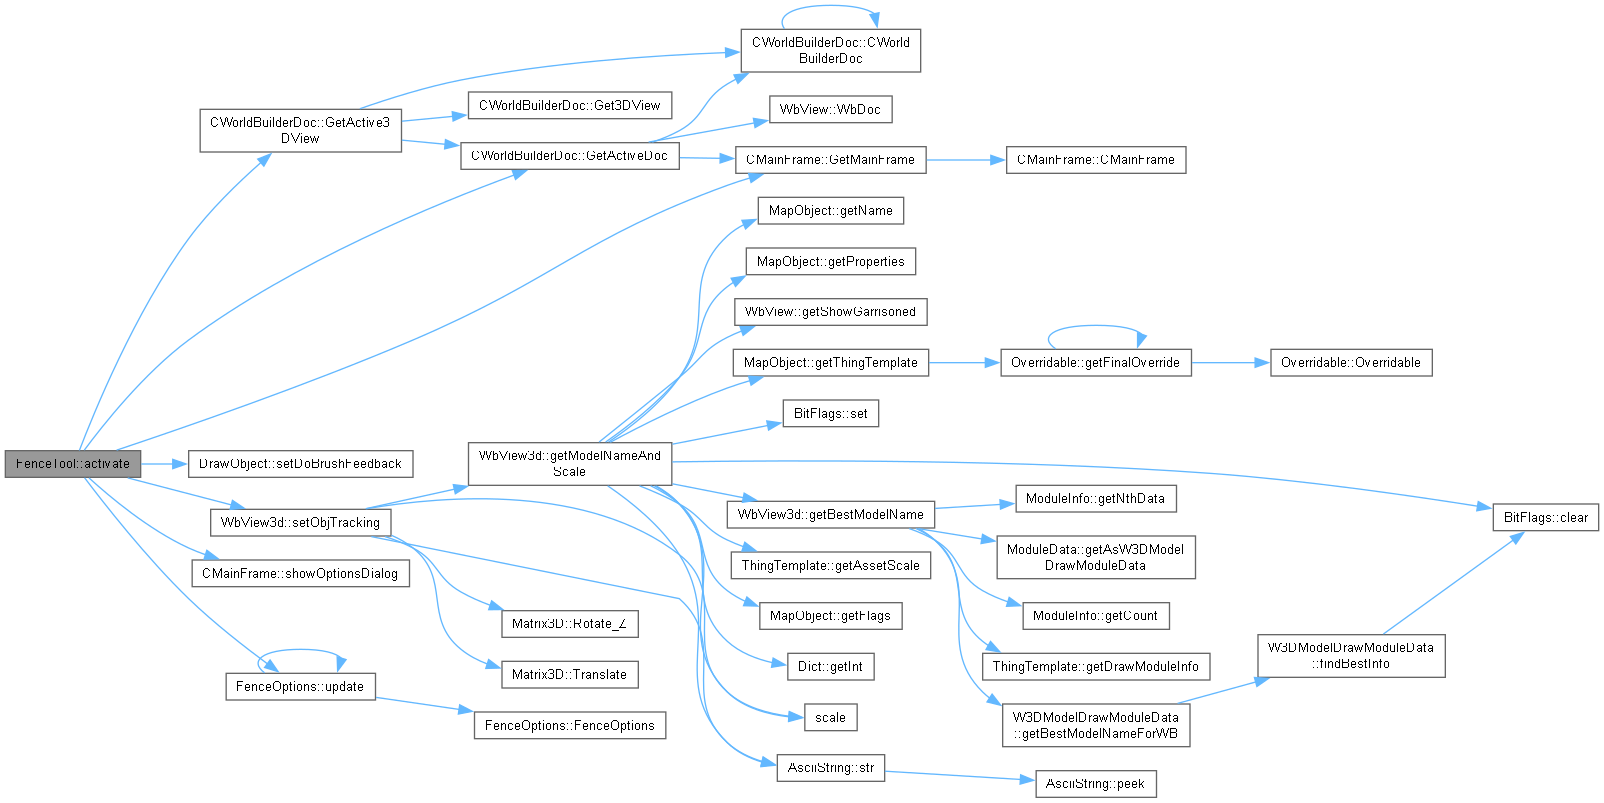 CWorldBuilderDoc::CWorld
BuilderDoc
CWorldBuilderDoc::Get3DView
WbView::WbDoc
CWorldBuilderDoc::GetActive3
DView
CWorldBuilderDoc::GetActiveDoc
CMainFrame::GetMainFrame
CMainFrame::CMainFrame
MapObject::getName
MapObject::getProperties
WbView::getShowGarrisoned
MapObject::getThingTemplate
Overridable::getFinalOverride
Overridable::Overridable
BitFlags::set
FenceTool::activate
DrawObject::setDoBrushFeedback
WbView3d::getModelNameAnd
Scale
WbView3d::setObjTracking
WbView3d::getBestModelName
ModuleInfo::getNthData
BitFlags::clear
CMainFrame::showOptionsDialog
ThingTemplate::getAssetScale
ModuleData::getAsW3DModel
DrawModuleData
Matrix3D::Rotate_Z
MapObject::getFlags
ModuleInfo::getCount
Matrix3D::Translate
Dict::getInt
ThingTemplate::getDrawModuleInfo
W3DModelDrawModuleData
::findBestInfo
FenceOptions::update
FenceOptions::FenceOptions
scale
W3DModelDrawModuleData
::getBestModelNameForWB
AsciiString::str
AsciiString::peek